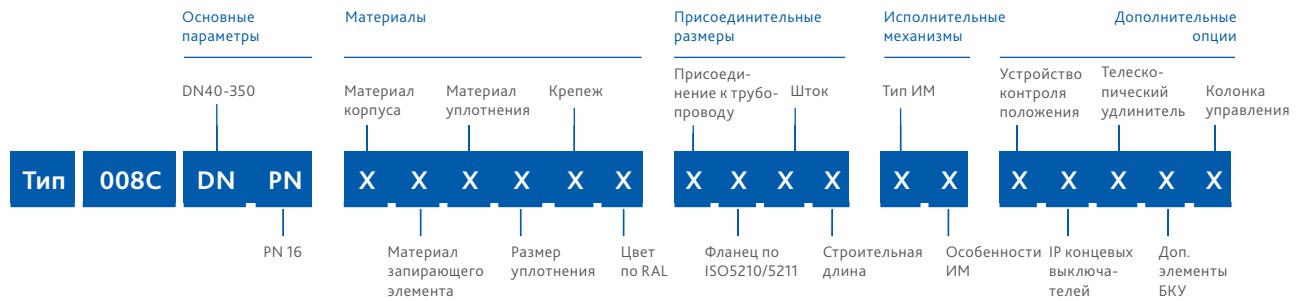 Основные
параметры
Материалы
Присоединительные
размеры
Исполнительные
механизмы
Дополнительные
опции
DN40-350
Материал
корпуса
Материал
уплотнения
Крепеж
Присоеди-
нение к трубо-
проводу
Шток
Тип ИМ
Устройство
контроля
положения
Телеско-
пический
удлинитель
Колонка
управления
Тип 008C DN PN X X X X X X X X X X X X X X X X X
PN 16
Материал
запирающего
элемента
Размер
уплотнения
Цвет
по RAL
Фланец по
ISO5210/5211
Строительная
длина
Особенности
ИМ
IP концевых
выключа-
телей
Доп.
элементы
БКУ